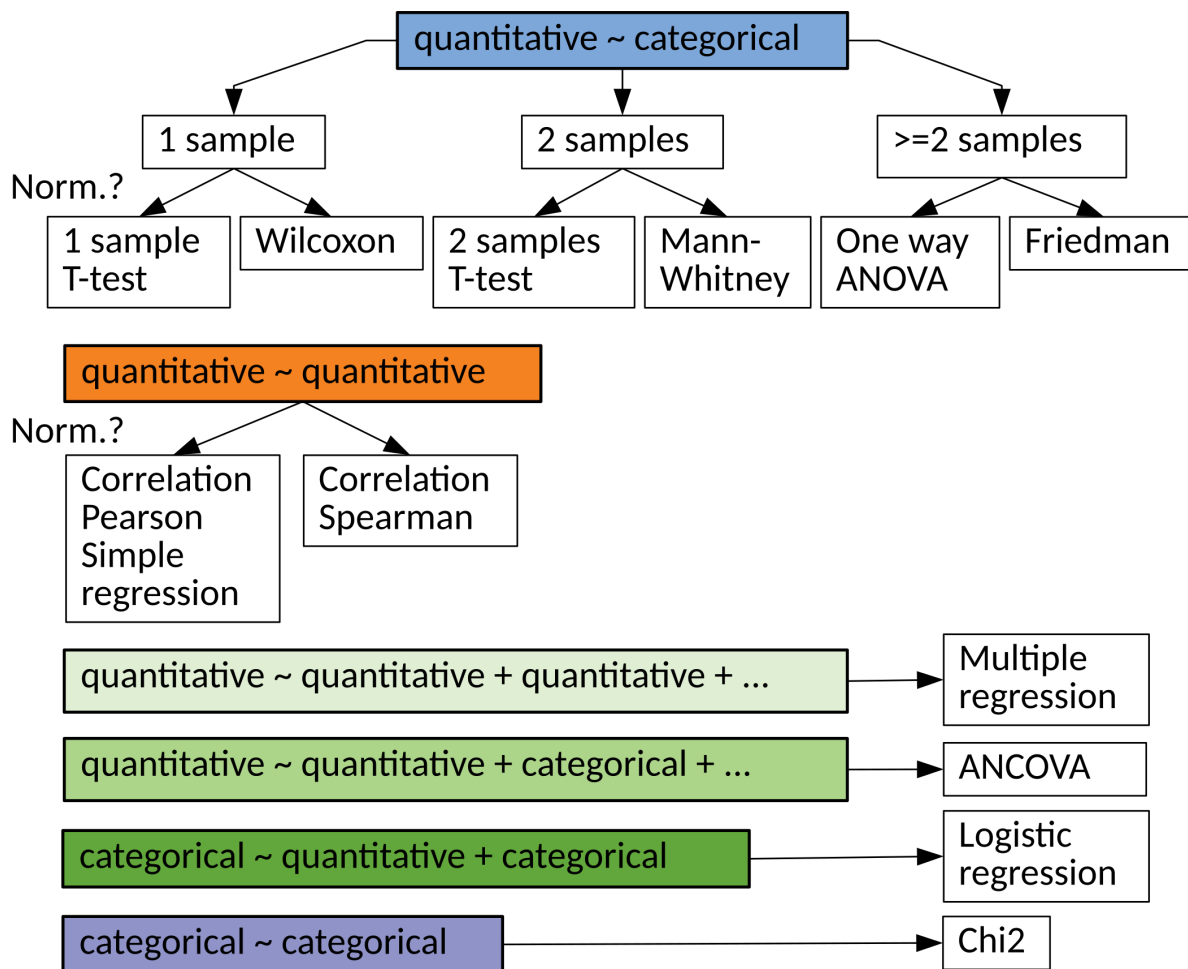 quantitative ~ categorical
1 sample
2 samples
>=2 samples
Norm.?
1 sample
T-test
Wilcoxon
2 samples
T-test
Mann-
Whitney
One way
ANOVA
Friedman
quantitative ~ quantitative
Norm.?
Correlation
Pearson
Simple
regression
Correlation
Spearman
quantitative ~ quantitative + quantitative + ...
Multiple
regression
quantitative ~ quantitative + categorical + ...
ANCOVA
categorical ~ quantitative + categorical
Logistic
regression
categorical ~ categorical
Chi2